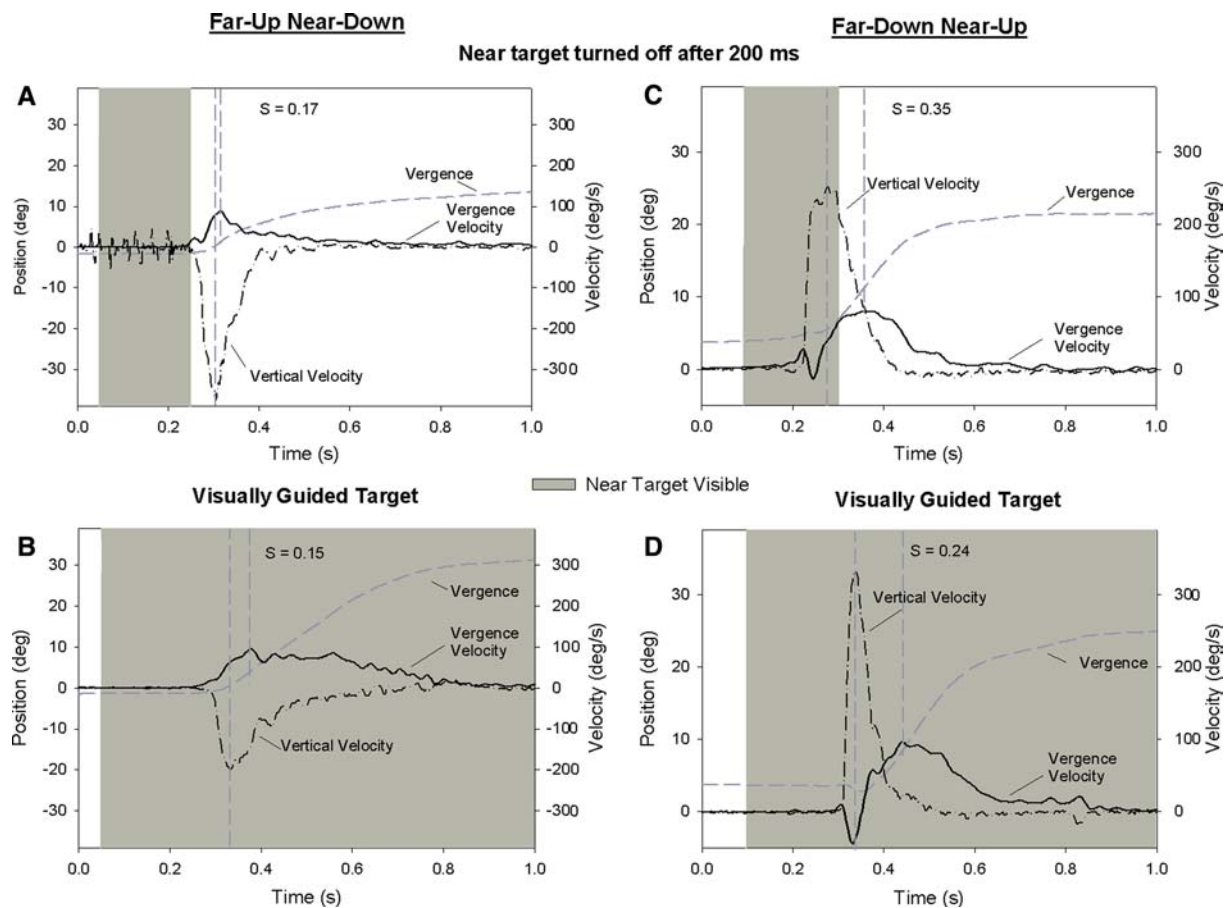 Far-Up Near-Down
Far-Down Near-Up
Near target turned off after 200 ms
A
S = 0.17
30
20
10
0
-10
-20
-30
Position (deg)
300
200
100
0
-100
-200
-300
Velocity (deg/s)
Vergence
Vergence
Velocity
Vertical Velocity
0.0 0.2 0.4 0.6 0.8 1.0
Time (s)
C
S = 0.35
30
20
10
0
Position (deg)
300
200
100
0
Velocity (deg/s)
Vertical Velocity
Vergence
Vergence
Velocity
0.0 0.2 0.4 0.6 0.8 1.0
Time (s)
Near Target Visible
Visually Guided Target
B
S = 0.15
30
20
10
0
-10
-20
-30
Position (deg)
300
200
100
0
-100
-200
-300
Velocity (deg/s)
Vergence
Vergence
Velocity
Vertical Velocity
0.0 0.2 0.4 0.6 0.8 1.0
Time (s)
Visually Guided Target
D
S = 0.24
30
20
10
0
Position (deg)
300
200
100
0
Velocity (deg/s)
Vertical Velocity
Vergence
Vergence
Velocity
0.0 0.2 0.4 0.6 0.8 1.0
Time (s)